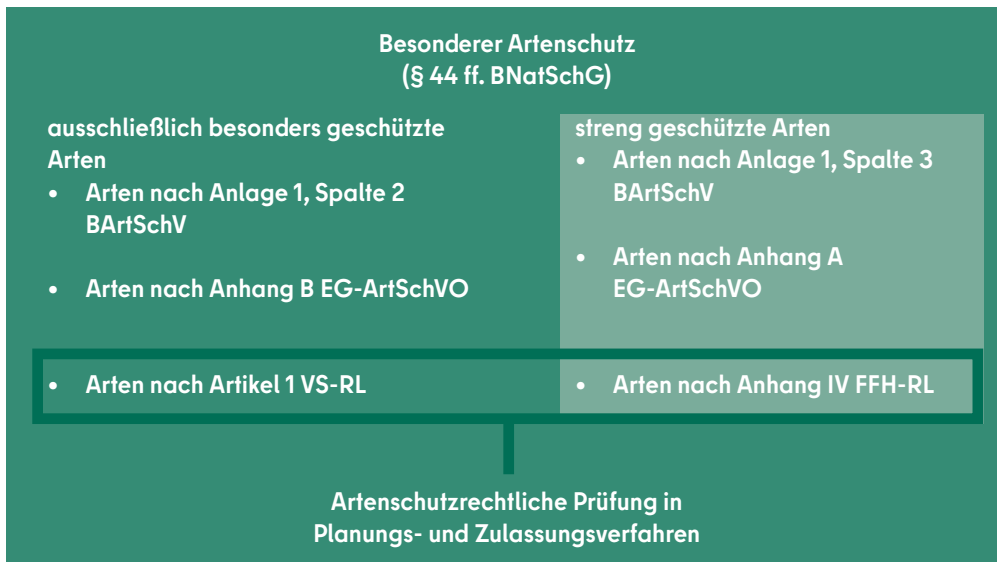 Besonderer Artenschutz
(§ 44 ff. BNatSchG)
ausschließlich besonders geschützte
Arten
• Arten nach Anlage 1, Spalte 2
BArtSchV
• Arten nach Anhang B EG-ArtSchVO
• Arten nach Artikel 1 VS-RL
streng geschützte Arten
• Arten nach Anlage 1, Spalte 3
BArtSchV
• Arten nach Anhang A
EG-ArtSchVO
• Arten nach Anhang IV FFH-RL
Artenschutzrechtliche Prüfung in
Planungs- und Zulassungsverfahren